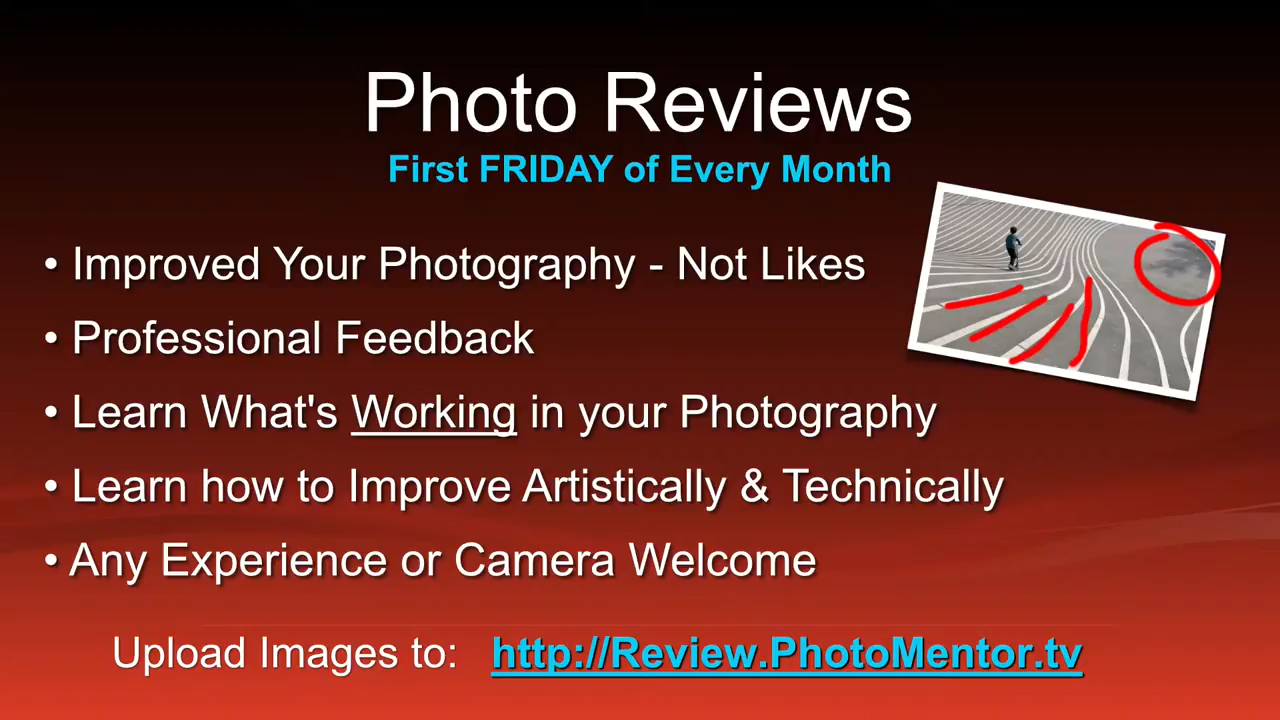 Photo Reviews
First FRIDAY of Every Month
• Improved Your Photography - Not Likes
• Professional Feedback
• Learn What's Working in your Photography
• Learn how to Improve Artistically & Technically
• Any Experience or Camera Welcome
Upload Images to: http://Review.PhotoMentor.tv